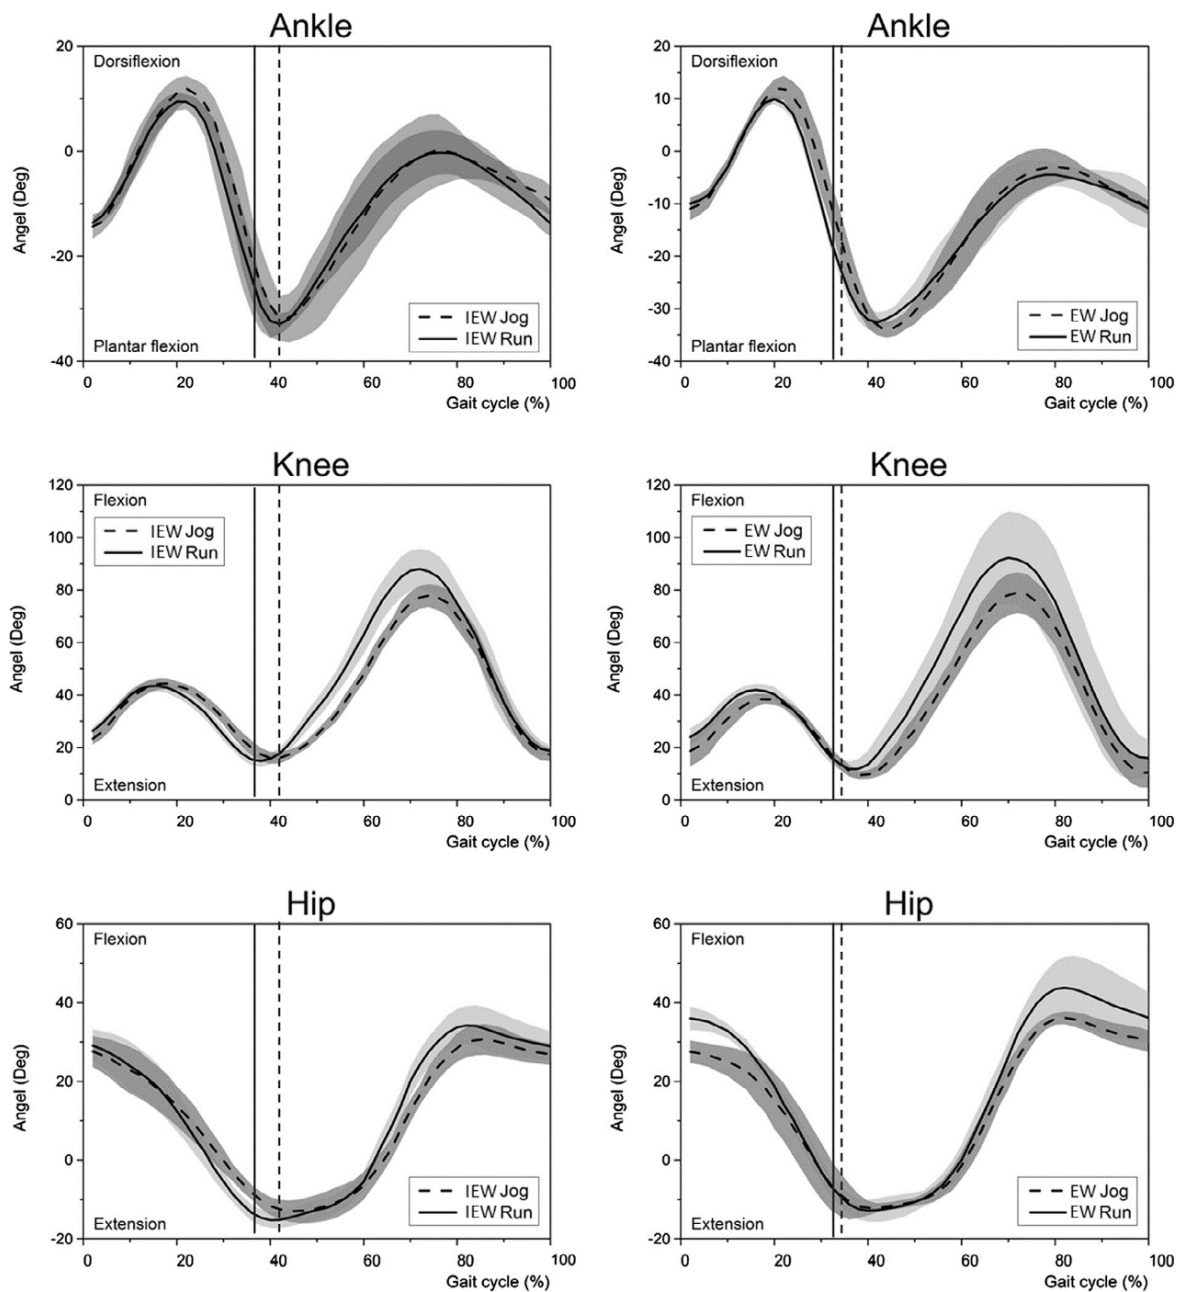 Ankle
20
10
0
-10
-20
-30
-40
Angel (Deg)
Dorsiflexion
Plantar flexion
IEW Jog
IEW Run
0 20 40 60 80 100
Gait cycle (%)
Ankle
20
10
0
-10
-20
-30
-40
Angel (Deg)
Dorsiflexion
Plantar flexion
EW Jog
EW Run
0 20 40 60 80 100
Gait cycle (%)
Knee
120
100
80
60
40
20
0
Angel (Deg)
Flexion
IEW Jog
IEW Run
Extension
0 20 40 60 80 100
Gait cycle (%)
Knee
120
100
80
60
40
20
0
Angel (Deg)
Flexion
EW Jog
EW Run
Extension
0 20 40 60 80 100
Gait cycle (%)
Hip
60
40
20
0
-20
Angel (Deg)
Flexion
Extension
IEW Jog
IEW Run
0 20 40 60 80 100
Gait cycle (%)
Hip
60
40
20
0
-20
Angel (Deg)
Flexion
Extension
EW Jog
EW Run
0 20 40 60 80 100
Gait cycle (%)